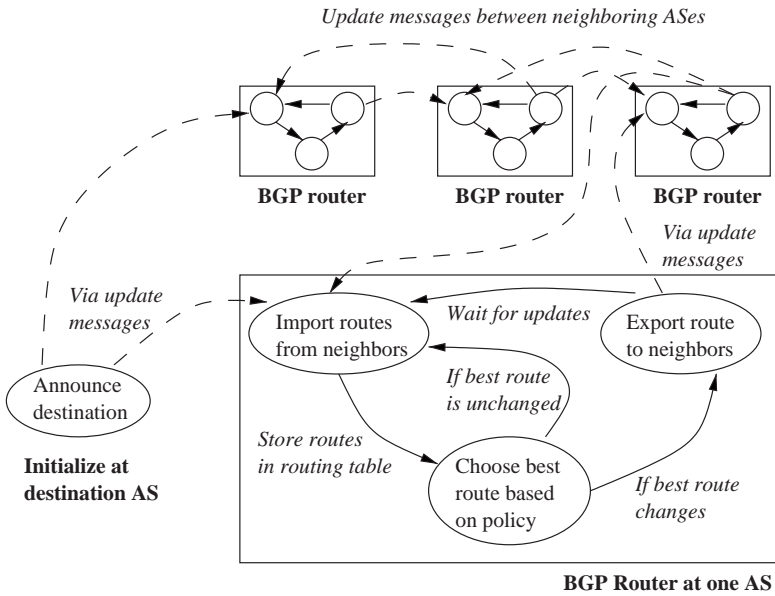 Update messages between neighboring ASes
BGP router
BGP router
BGP router
Via update
messages
Via update
messages
Import routes
from neighbors
Wait for updates
Export route
to neighbors
Announce
destination
If best route
is unchanged
Initialize at
destination AS
Store routes
in routing table
Choose best
route based
on policy
If best route
changes
BGP Router at one AS